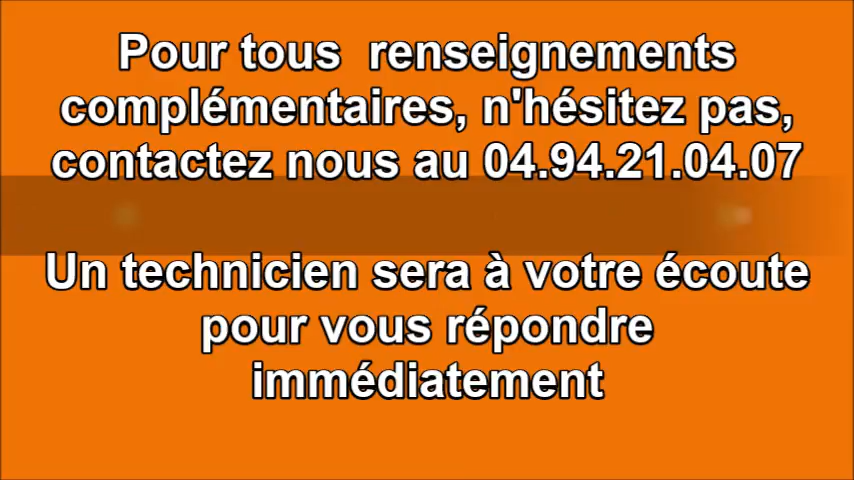 Pour tous  renseignements
complémentaires, n'hésitez pas,
contactez nous au 04.94.21.04.07
Un technicien sera à votre écoute
pour vous répondre
immédiatement